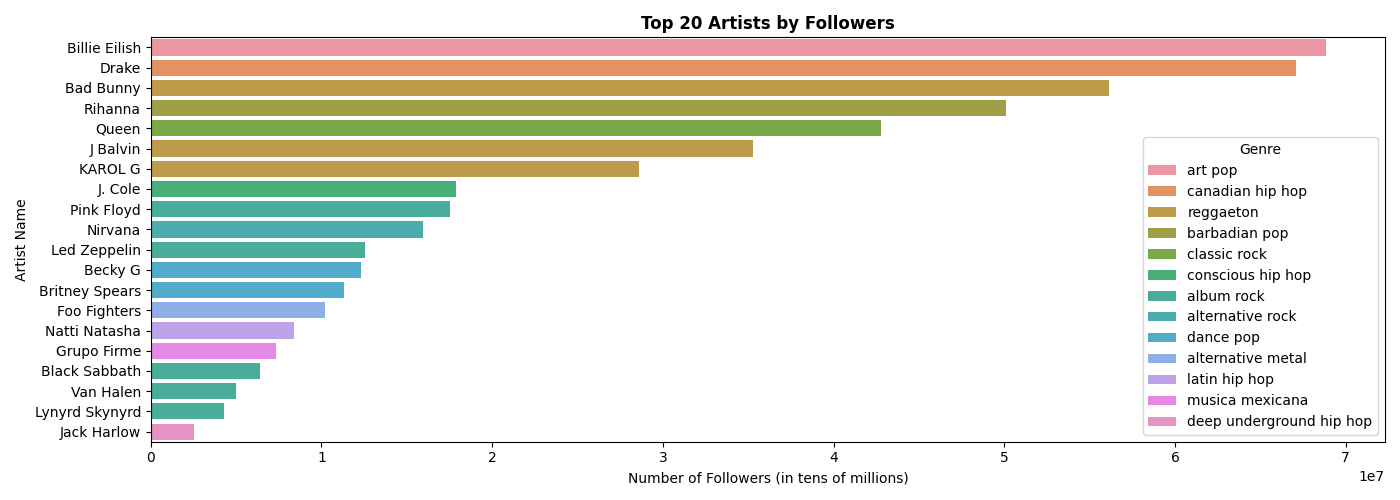 Top 20 Artists by Followers
Artist Name
Billie Eilish
Drake
Bad Bunny
Rihanna
Queen
J Balvin
KAROL G
J. Cole
Pink Floyd
Nirvana
Led Zeppelin
Becky G
Britney Spears
Foo Fighters
Natti Natasha
Grupo Firme
Black Sabbath
Van Halen
Lynyrd Skynyrd
Jack Harlow
Genre
art pop
canadian hip hop
reggaeton
barbadian pop
classic rock
conscious hip hop
album rock
alternative rock
dance pop
alternative metal
latin hip hop
musica mexicana
deep underground hip hop
0 1 2 3 4 5 6 7
1e7
Number of Followers (in tens of millions)